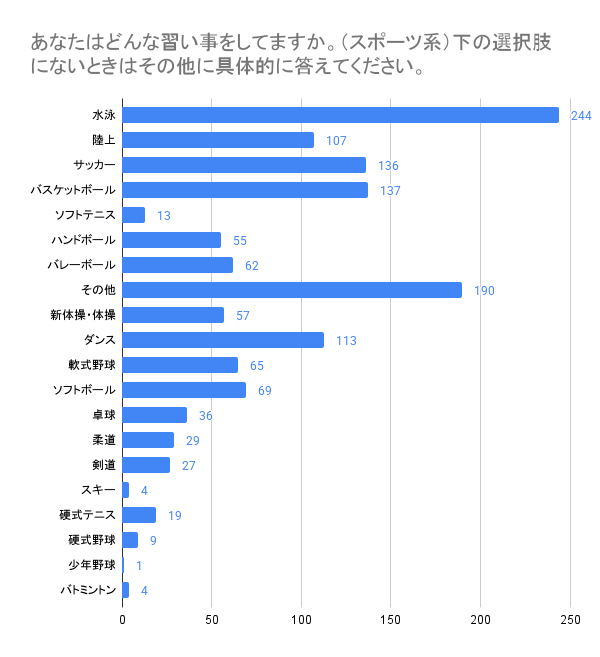 あなたはどんな習い事をしてますか。（スポーツ系）下の選択肢
にないときはその他に具体的に答えてください。
水泳 244
陸上 107
サッカー 136
バスケットボール 137
ソフトテニス 13
ハンドボール 55
バレーボール 62
その他 190
新体操・体操 57
ダンス 113
軟式野球 65
ソフトボール 69
卓球 36
柔道 29
剣道 27
スキー 4
硬式テニス 19
硬式野球 9
少年野球 1
バトミントン 4
0 50 100 150 200 250